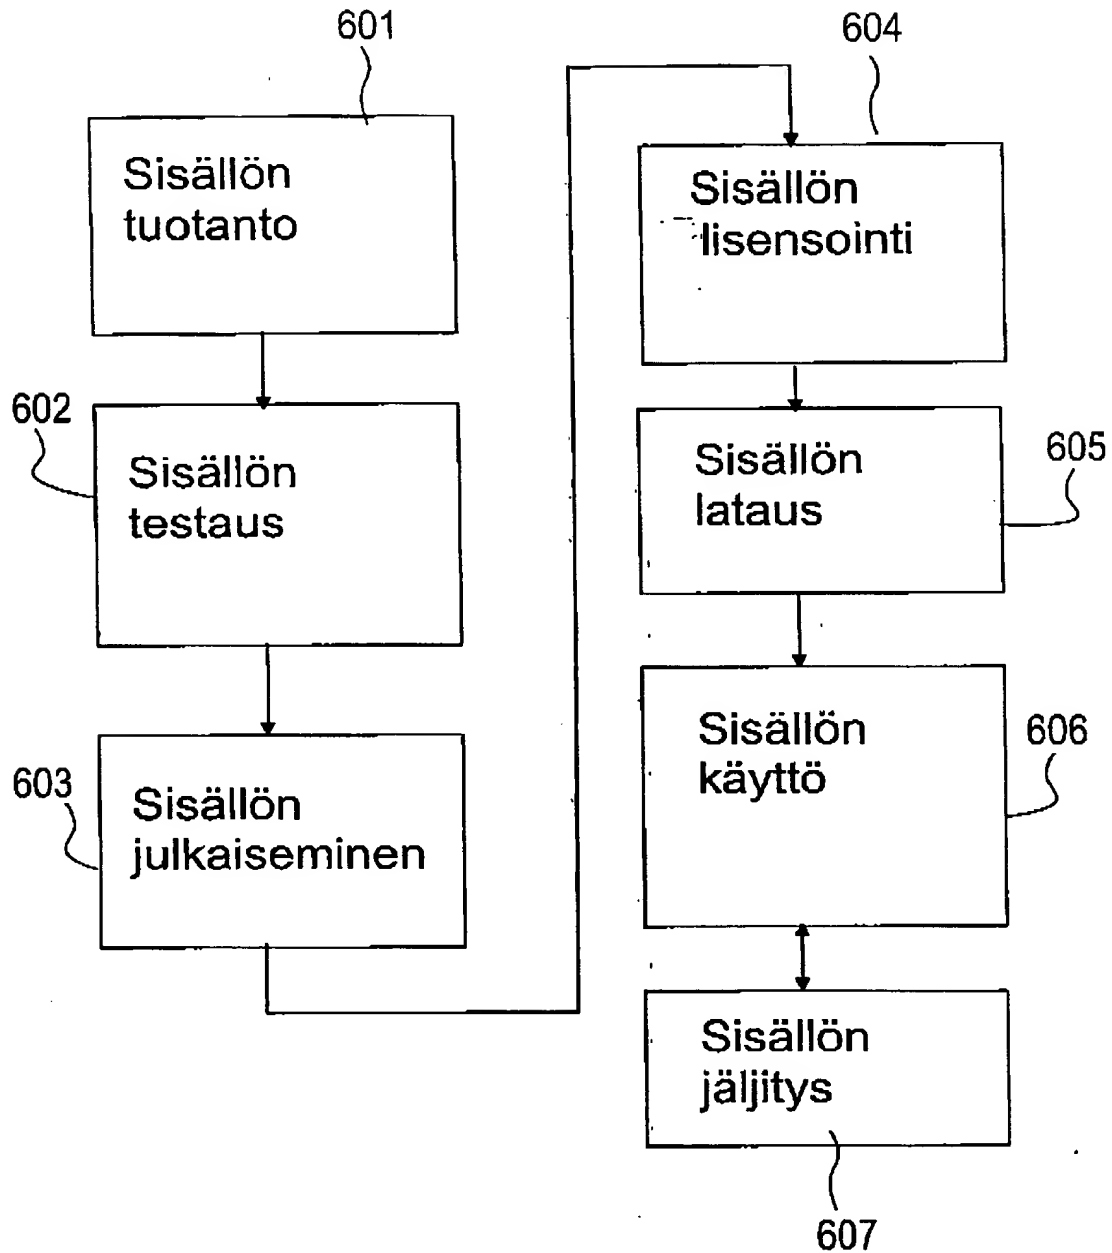 601
Sisällön
tuotanto
602
Sisällön
testaus
603
Sisällön
julkaiseminen
604
Sisällön
lisensointi
605
Sisällön
lataus
606
Sisällön
käyttö
Sisällön
jäljitys
607